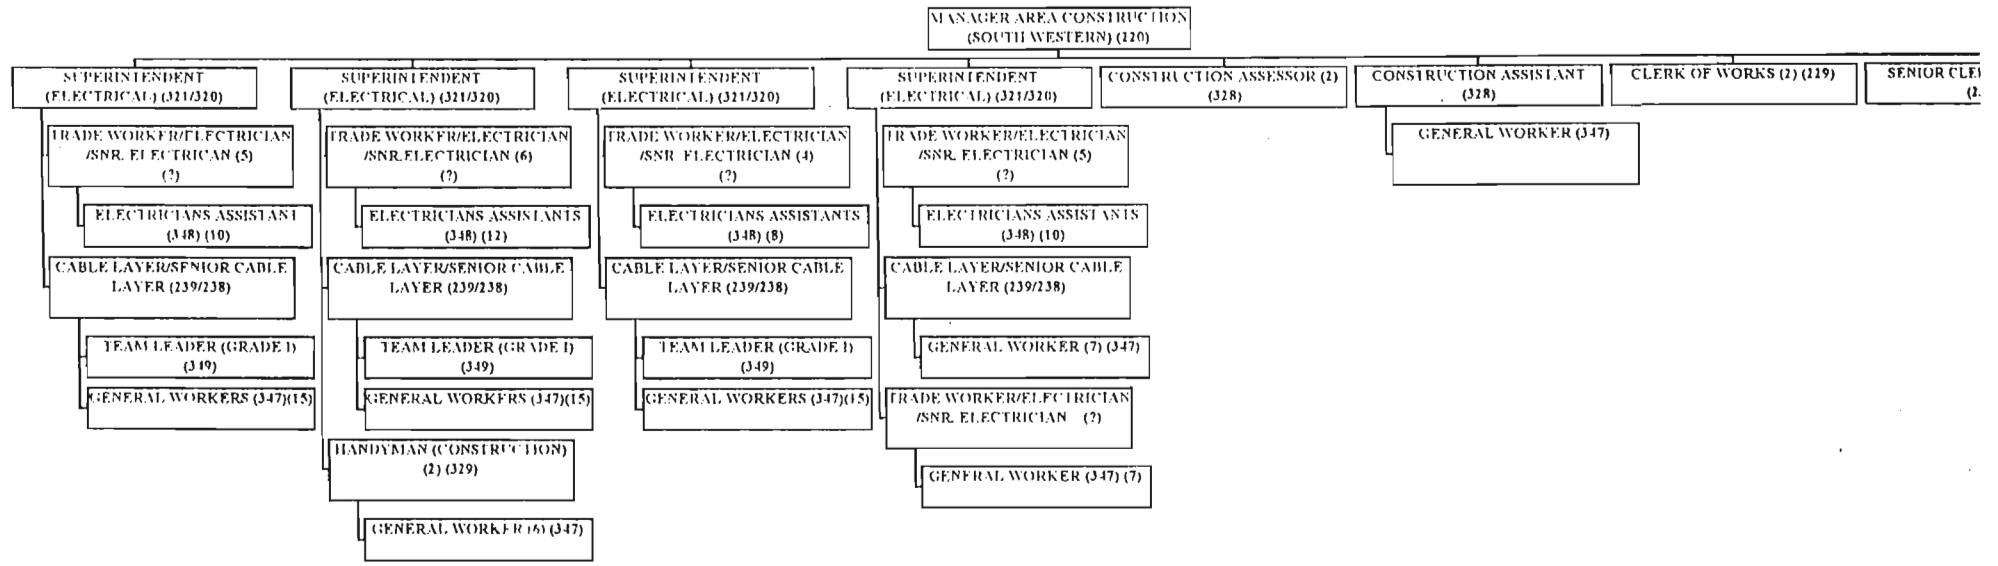 MANAGER AREA CONSTRUCTION
(SOUTH WESTERN) (220)
SUPERINTENDENT
(ELECTRICAL) (321/320)
TRADE WORKER/ELECTRICIAN
/SNR. ELECTRICAN (5)
(?)
ELECTRICIANS ASSISTANT
(348) (10)
CABLE LAYER/SENIOR CABLE
LAYER (239/238)
TEAM LEADER (GRADE I)
(349)
GENERAL WORKERS (347)(15)
SUPERINTENDENT
(ELECTRICAL) (321/320)
TRADE WORKER/ELECTRICIAN
/SNR.ELECTRICIAN (6)
(?)
ELECTRICIANS ASSISTANTS
(348) (12)
CABLE LAYER/SENIOR CABLE
LAYER (239/238)
TEAM LEADER (GRADE I)
(349)
GENERAL WORKERS (347)(15)
HANDYMAN (CONSTRUCTION)
(2) (329)
GENERAL WORKER (6) (347)
SUPERINTENDENT
(ELECTRICAL) (321/320)
TRADE WORKER/ELECTRICIAN
/SNR ELECTRICIAN (4)
(?)
ELECTRICIANS ASSISTANTS
(348) (8)
CABLE LAYER/SENIOR CABLE
LAYER (239/238)
TEAM LEADER (GRADE I)
(349)
GENERAL WORKERS (347)(15)
SUPERINTENDENT
(ELECTRICAL) (321/320)
TRADE WORKER/ELECTRICIAN
/SNR. ELECTRICIAN (5)
(?)
ELECTRICIANS ASSISTANTS
(348) (10)
CABLE LAYER/SENIOR CABLE
LAYER (239/238)
GENERAL WORKER (7) (347)
TRADE WORKER/ELECTRICIAN
/SNR. ELECTRICIAN (?)
GENERAL WORKER (347) (7)
CONSTRUCTION ASSESSOR (2)
(328)
CONSTRUCTION ASSISTANT
(328)
GENERAL WORKER (347)
CLERK OF WORKS (2) (229)
SENIOR